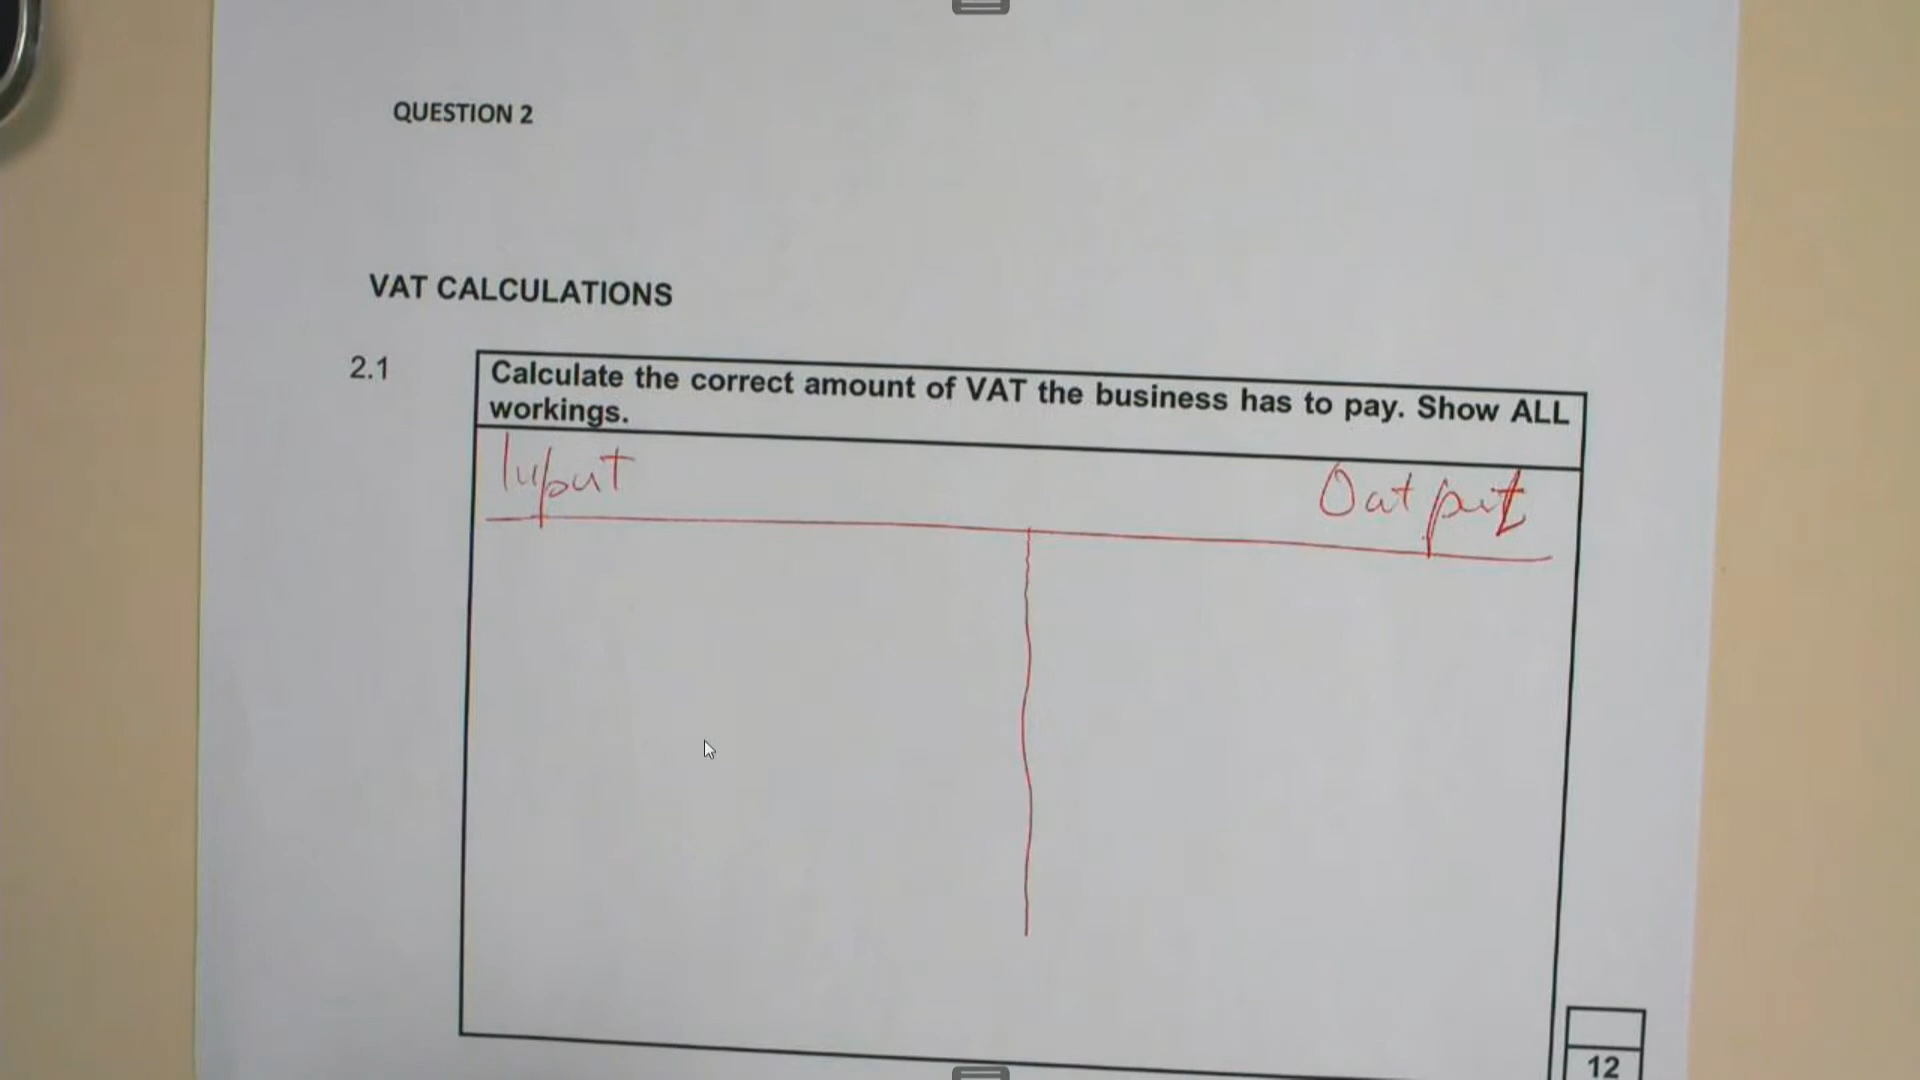 QUESTION 2
VAT CALCULATIONS
2.1
Calculate the correct amount of VAT the business has to pay. Show ALL
workings.
Input
Output
12